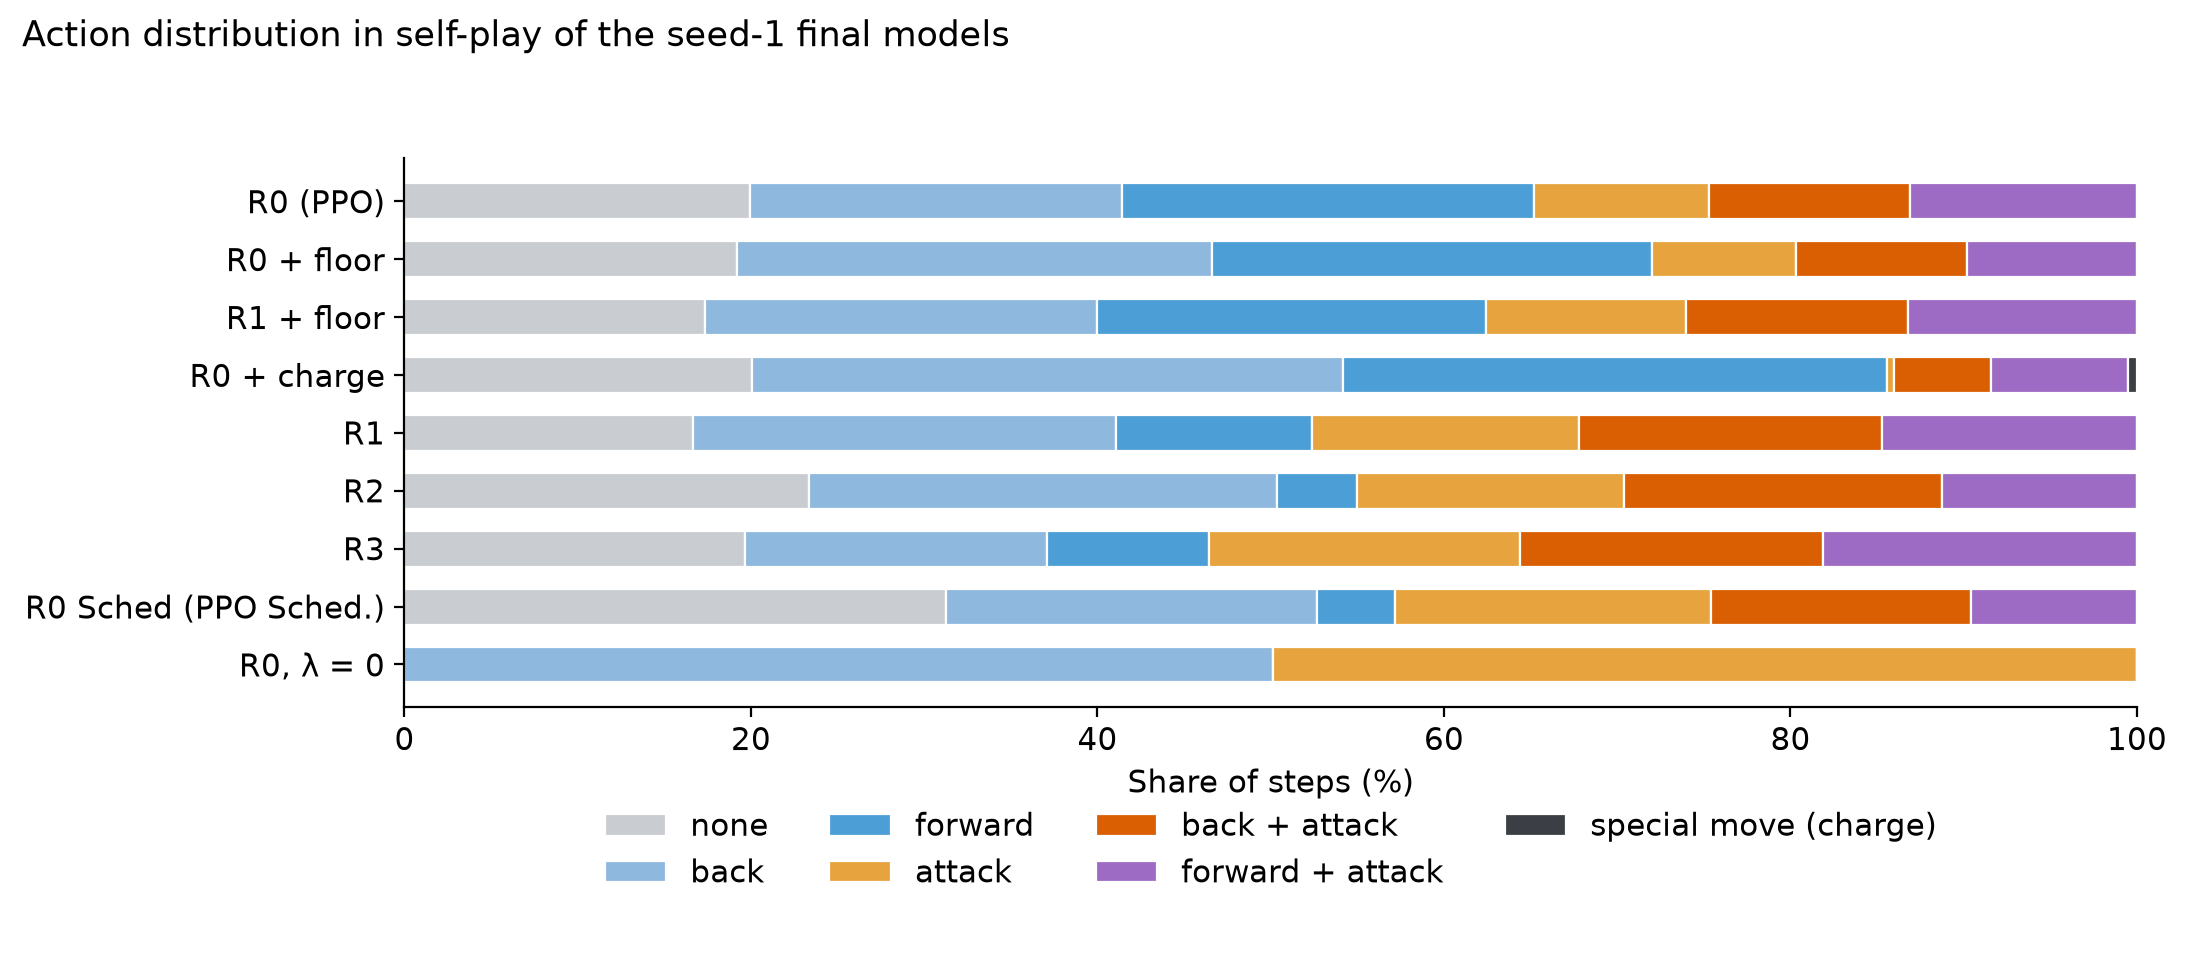 Action distribution in self-play of the seed-1 final models
R0 (PPO)
R0 + floor
R1 + floor
R0 + charge
R1
R2
R3
R0 Sched (PPO Sched.)
R0, λ = 0
0 20 40 60 80 100
Share of steps (%)
none forward back + attack special move (charge)
back attack forward + attack